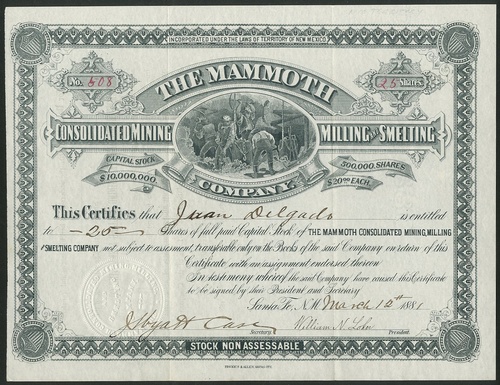 INCORPORATED UNDER THE LAWS OF TERRITORY OF NEW MEXICO.
No. 608
25 Shares.
THE MAMMOTH
CONSOLIDATED MINING MILLING AND SMELTING
CAPITAL STOCK
$10,000,000
500,000 SHARES.
$20.00 EACH.
COMPANY.
This Certifies that Juan Delgado is entitled
to -25- Shares of full paid Capital Stock of THE MAMMOTH CONSOLIDATED MINING, MILLING
& SMELTING COMPANY not subject to assesment, transferable only on the Books of the said Company on return of this
Certificate with an assignment endorsed thereon
In testimony whereof the said Company have caused this Certificate
to be signed by their President and Secretary
Santa Fe, N.M. March 12th 1881
Secretary. William N. President.
STOCK NON ASSESSABLE